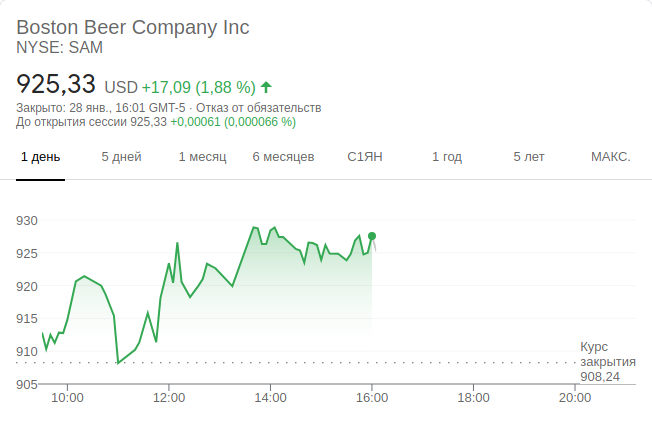 Boston Beer Company Inc
NYSE: SAM
925,33 USD +17,09 (1,88 %)
Закрыто: 28 янв., 16:01 GMT-5 · Отказ от обязательств
До открытия сессии 925,33 +0,00061 (0,000066 %)
1 день 5 дней 1 месяц 6 месяцев С1ЯН 1 год 5 лет МАКС.
930
925
920
915
910
905
Курс
закрытия
908,24
10:00 12:00 14:00 16:00 18:00 20:00